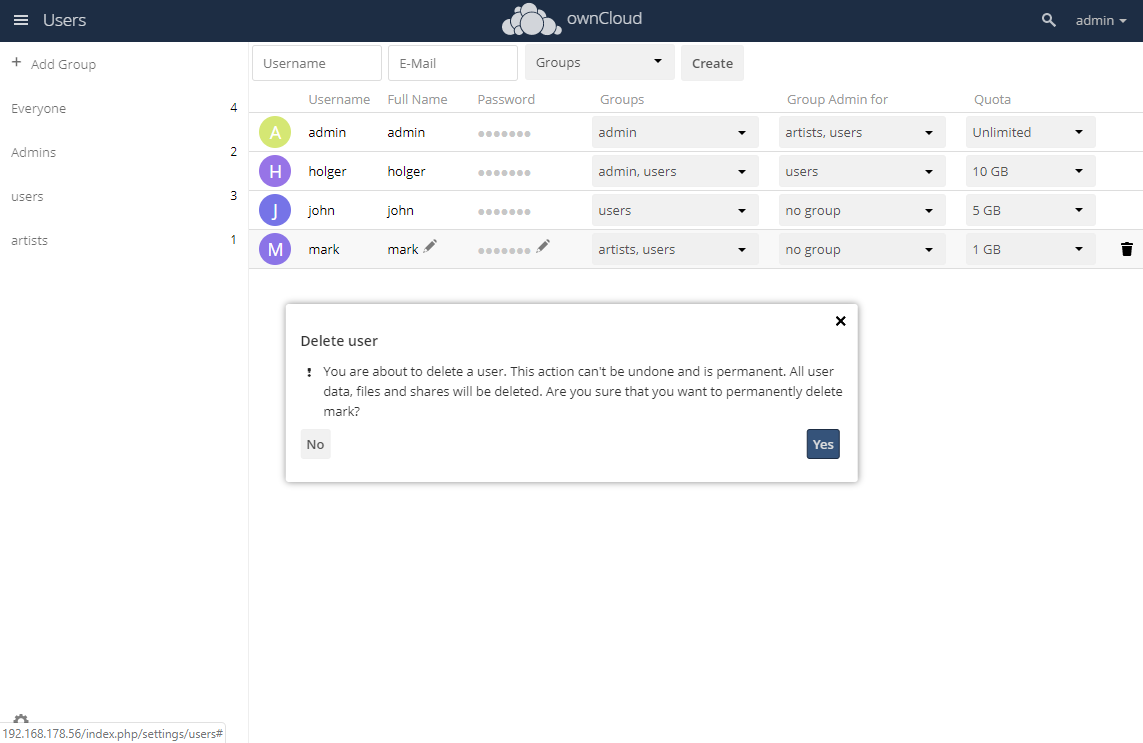 Users ownCloud admin
+ Add Group
Everyone 4
Admins 2
users 3
artists 1
Username E-Mail Groups Create
Username Full Name Password Groups Group Admin for Quota
A admin admin ●●●●●●● admin artists, users Unlimited
H holger holger ●●●●●●● admin, users users 10 GB
J john john ●●●●●●● users no group 5 GB
M mark mark ●●●●●●● artists, users no group 1 GB
Delete user
! You are about to delete a user. This action can't be undone and is permanent. All user
data, files and shares will be deleted. Are you sure that you want to permanently delete
mark?
No Yes
192.168.178.56/index.php/settings/users#